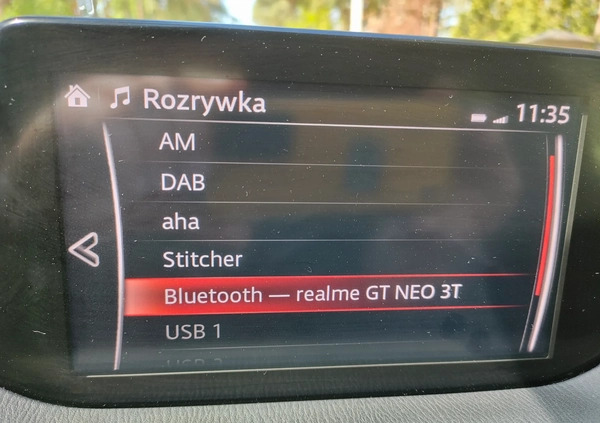 Rozrywka
11:35
AM
DAB
aha
Stitcher
Bluetooth — realme GT NEO 3T
USB 1